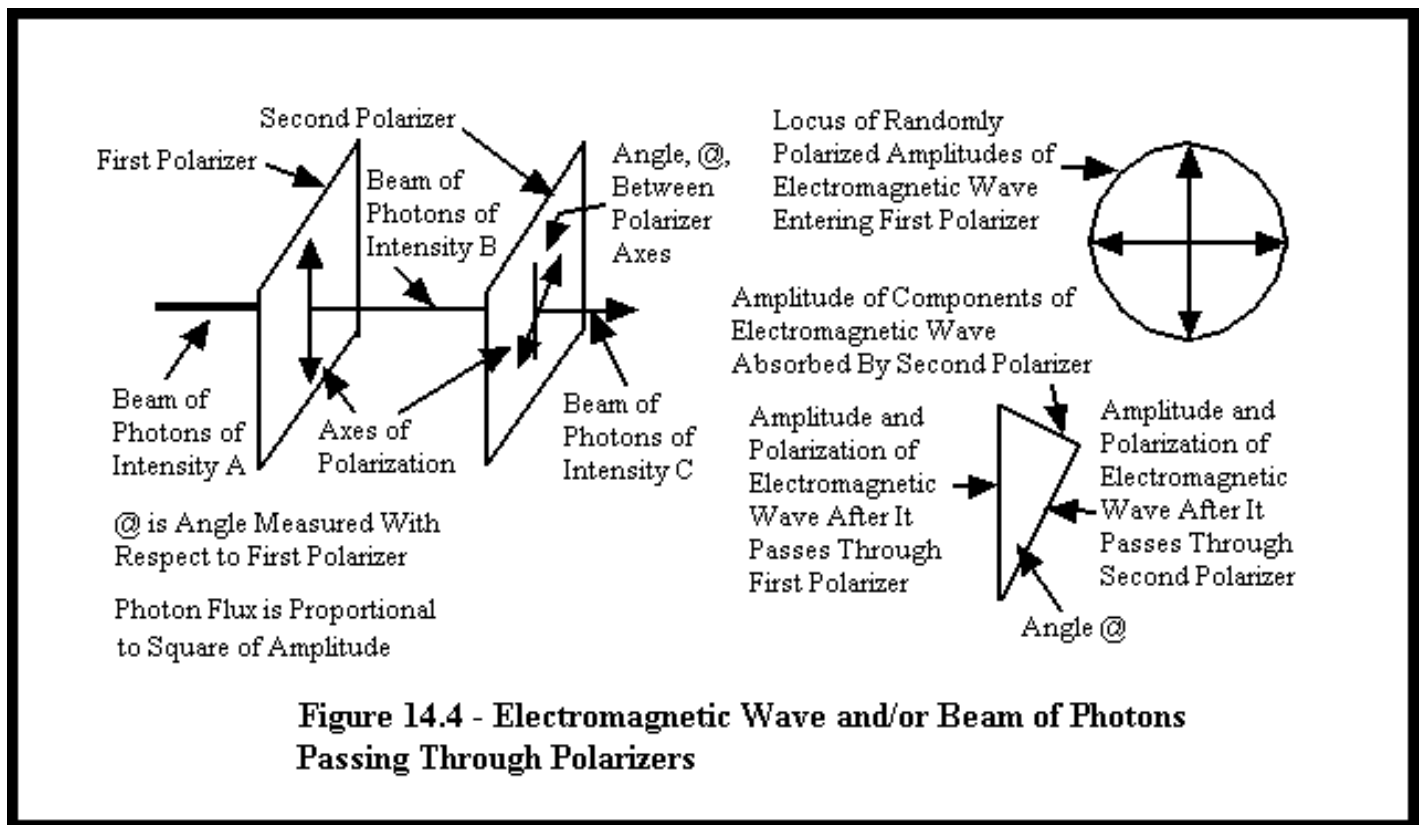 Second Polarizer
First Polarizer
Beam of
Photons of
Intensity B
Angle, @,
Between
Polarizer
Axes
Beam of
Photons of
Intensity A
Axes of
Polarization
Beam of
Photons of
Intensity C
@ is Angle Measured With
Respect to First Polarizer
Photon Flux is Proportional
to Square of Amplitude
Locus of Randomly
Polarized Amplitudes of
Electromagnetic Wave
Entering First Polarizer
Amplitude of Components of
Electromagnetic Wave
Absorbed By Second Polarizer
Amplitude and
Polarization of
Electromagnetic
Wave After It
Passes Through
First Polarizer
Amplitude and
Polarization of
Electromagnetic
Wave After It
Passes Through
Second Polarizer
Angle @
Figure 14.4 - Electromagnetic Wave and/or Beam of Photons
Passing Through Polarizers